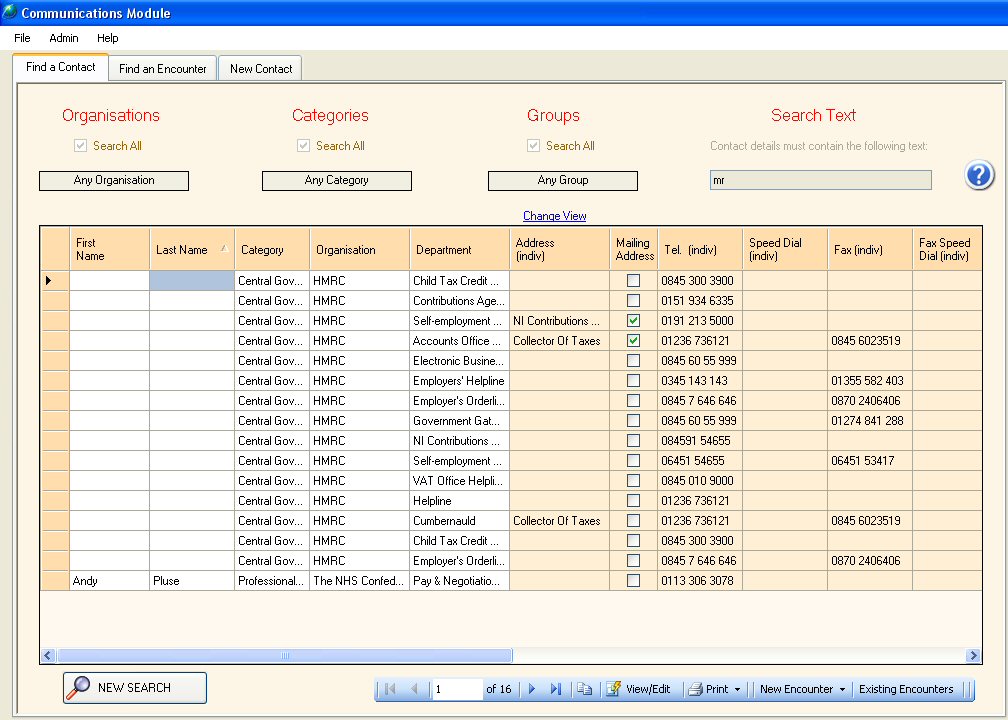 Communications Module
File Admin Help
Find a Contact Find an Encounter New Contact
Organisations Categories Groups Search Text
Search All Search All Search All Contact details must contain the following text:
Any Organisation Any Category Any Group mr
Change View
First Name Last Name Category Organisation Department Address (indiv) Mailing Address Tel. (indiv) Speed Dial (indiv) Fax (indiv) Fax Speed Dial (indiv)
Central Gov... HMRC Child Tax Credit ... 0845 300 3900
Central Gov... HMRC Contributions Age... 0151 934 6335
Central Gov... HMRC Self-employment ... NI Contributions ... 0191 213 5000
Central Gov... HMRC Accounts Office ... Collector Of Taxes 01236 736121 0845 6023519
Central Gov... HMRC Electronic Busine... 0845 60 55 999
Central Gov... HMRC Employers' Helpline 0345 143 143 01355 582 403
Central Gov... HMRC Employer's Orderli... 0845 7 646 646 0870 2406406
Central Gov... HMRC Government Gat... 0845 60 55 999 01274 841 288
Central Gov... HMRC NI Contributions ... 084591 54655
Central Gov... HMRC Self-employment ... 06451 54655 06451 53417
Central Gov... HMRC VAT Office Helpli... 0845 010 9000
Central Gov... HMRC Helpline 01236 736121
Central Gov... HMRC Cumbernauld Collector Of Taxes 01236 736121 0845 6023519
Central Gov... HMRC Child Tax Credit ... 0845 300 3900
Central Gov... HMRC Employer's Orderli... 0845 7 646 646 0870 2406406
Andy Pluse Professional... The NHS Confed... Pay & Negotiatio... 0113 306 3078
NEW SEARCH 1 of 16 View/Edit Print New Encounter Existing Encounters